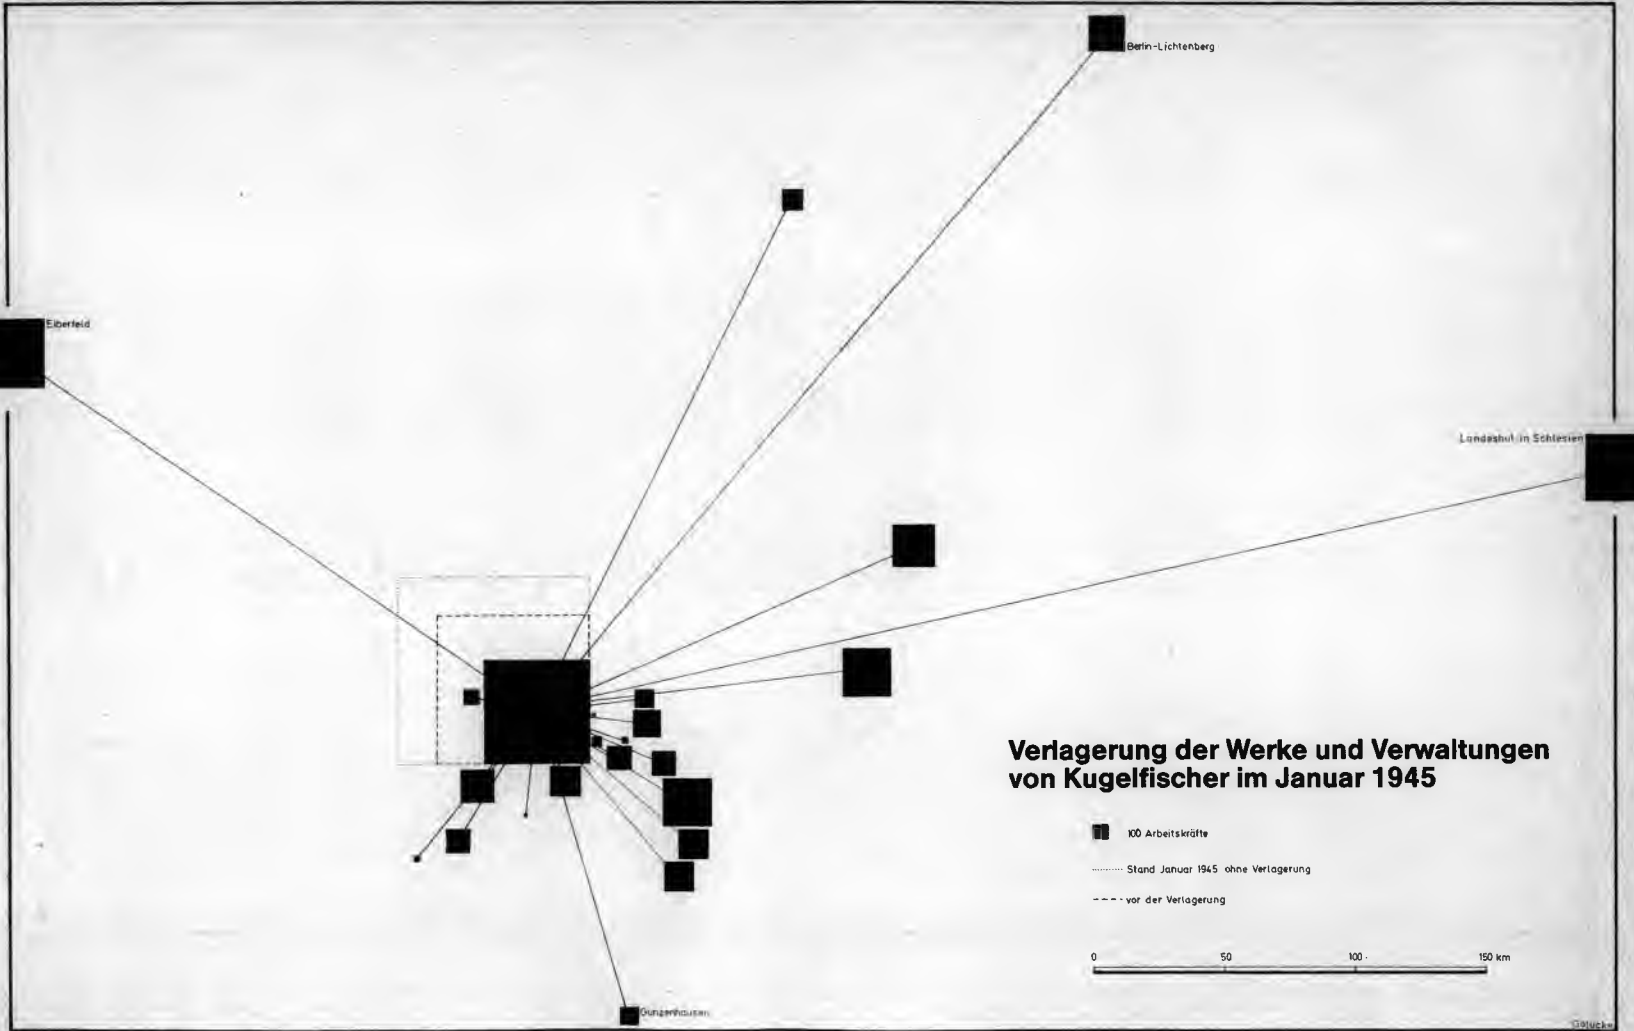 Berlin-Lichtenberg
Elberfeld
Landeshut in Schlesien
Verlagerung der Werke und Verwaltungen
von Kugelfischer im Januar 1945
100 Arbeitskräfte
Stand Januar 1945 ohne Verlagerung
vor der Verlagerung
0 50 100 150 km
Gunzenhausen